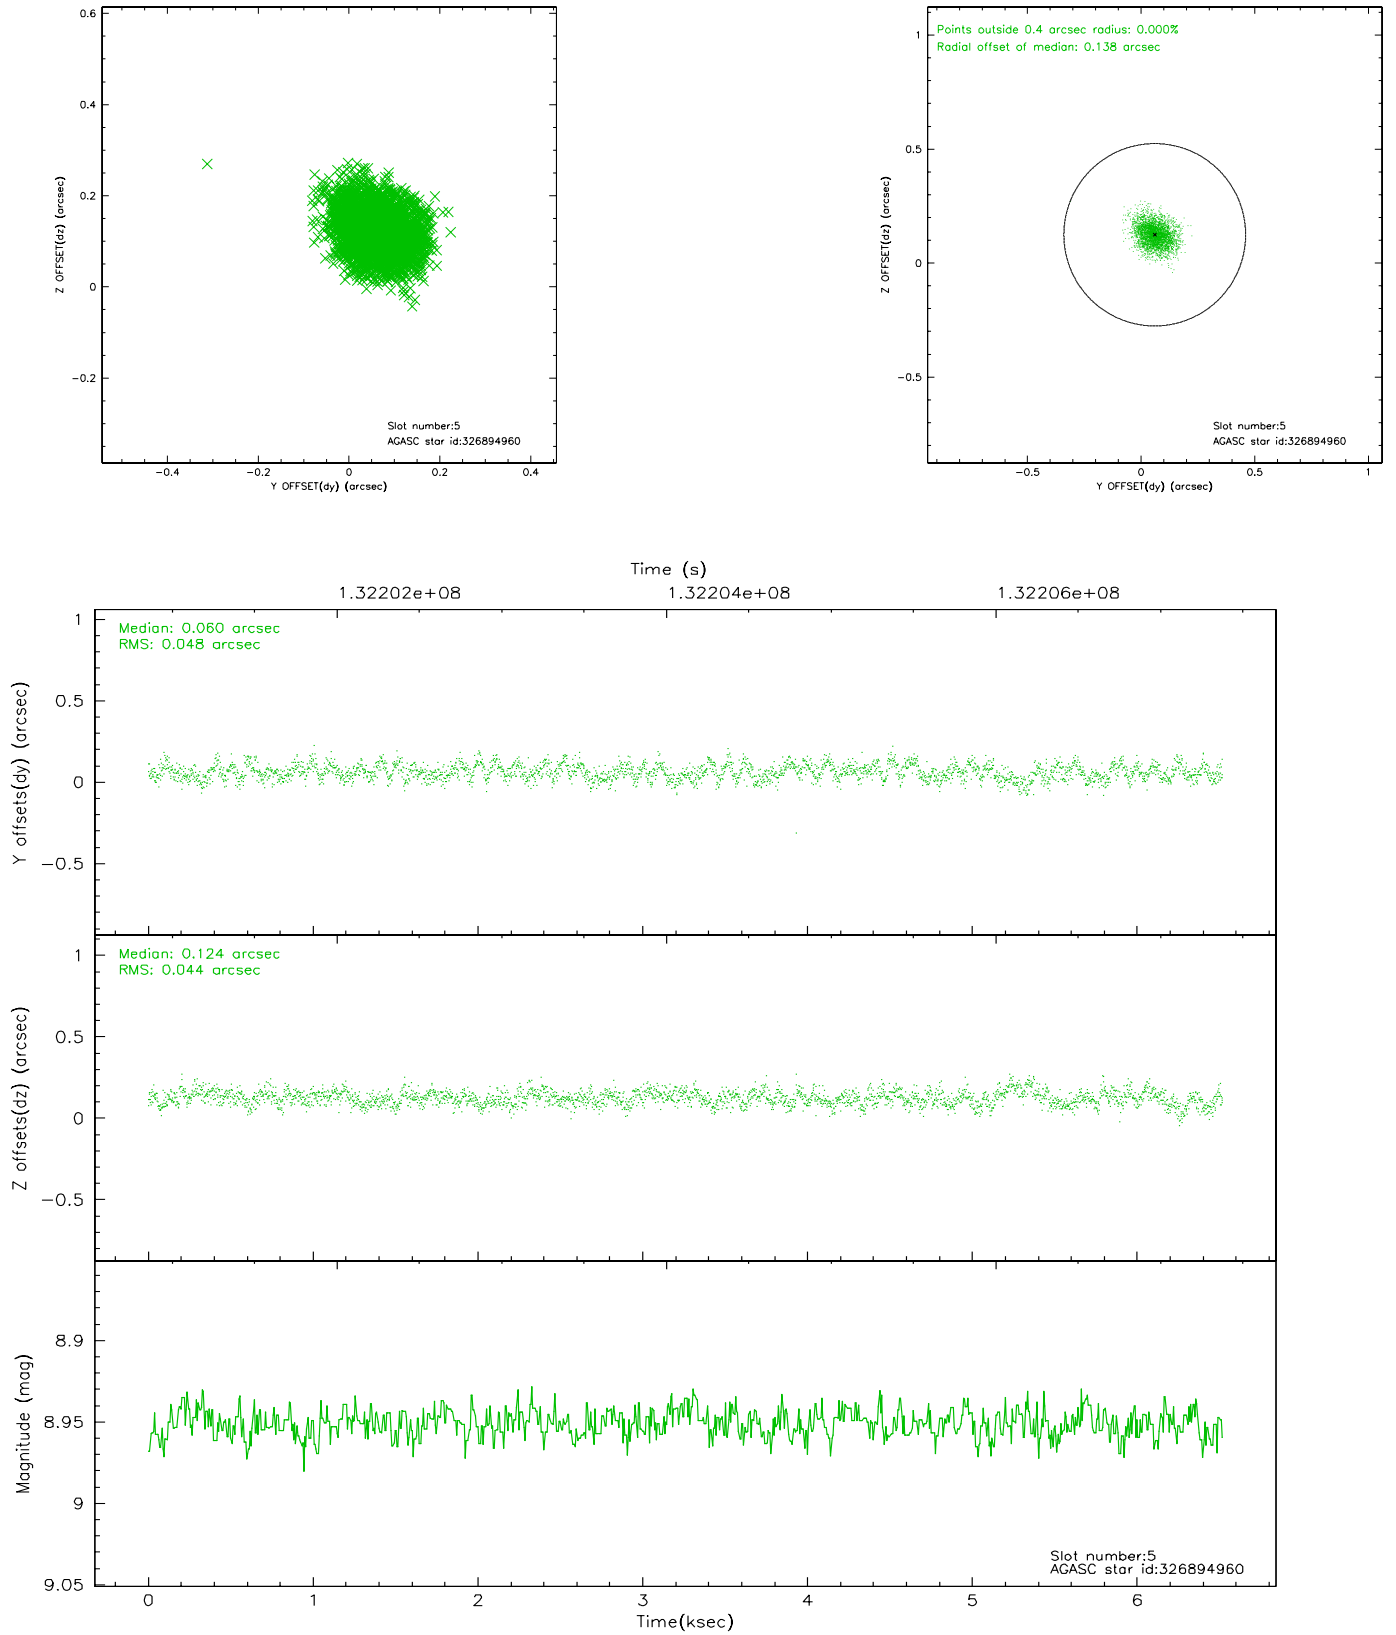 0.6
0.4
0.2
0
−0.2
Z OFFSET(dz) (arcsec)
Slot number:5
AGASC star id:326894960
−0.4 −0.2 0 0.2 0.4
Y OFFSET(dy) (arcsec)
Points outside 0.4 arcsec radius: 0.000%
Radial offset of median: 0.138 arcsec
1
0.5
0
−0.5
Z OFFSET(dz) (arcsec)
Slot number:5
AGASC star id:326894960
−0.5 0 0.5 1
Y OFFSET(dy) (arcsec)
Time (s)
1.32202e+08 1.32204e+08 1.32206e+08
Median: 0.060 arcsec
RMS: 0.048 arcsec
1
0.5
0
−0.5
Y offsets(dy) (arcsec)
Median: 0.124 arcsec
RMS: 0.044 arcsec
1
0.5
0
−0.5
Z offsets(dz) (arcsec)
8.9
8.95
9
9.05
Magnitude (mag)
Slot number:5
AGASC star id:326894960
0 1 2 3 4 5 6
Time(ksec)